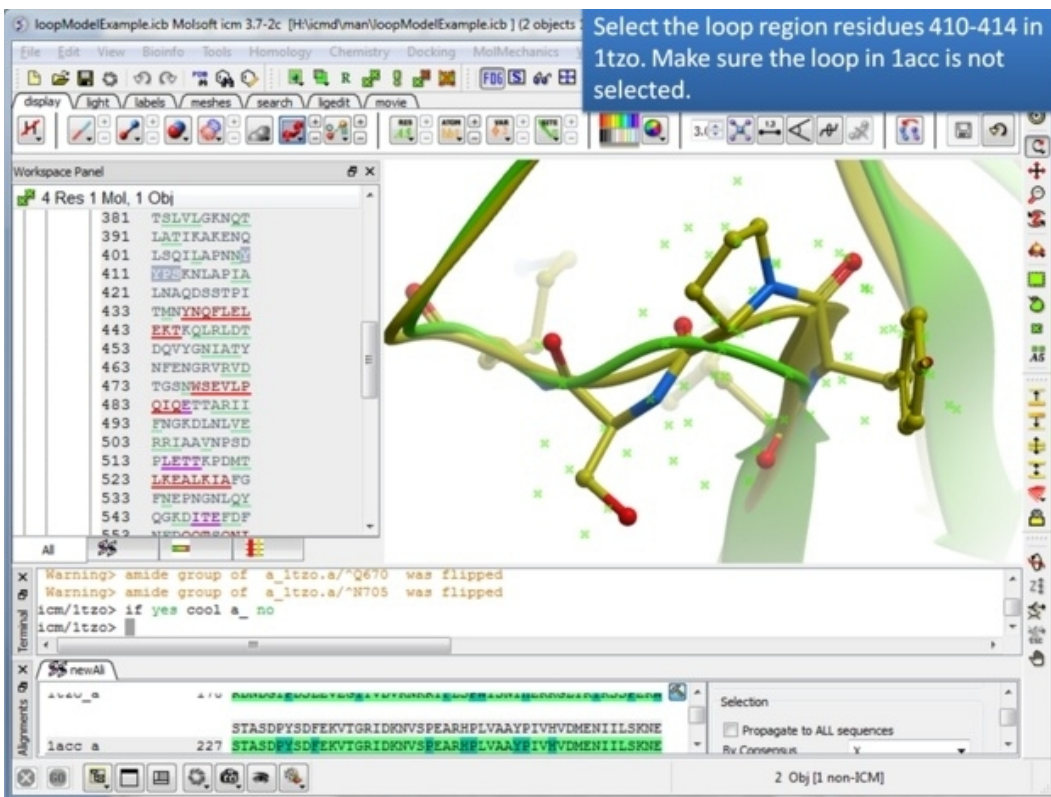 loopModelExample.icb Molsoft icm 3.7-2c [H:\icmd\man\loopModelExample.icb ] (2 objects
Select the loop region residues 410-414 in
1tzo. Make sure the loop in 1acc is not
selected.
File Edit View Bioinfo Tools Homology Chemistry Docking MolMechanics
display light labels meshes search ligedit movie
Workspace Panel
4 Res 1 Mol, 1 Obj
381 TSLVLGKNQT
391 LATIKAKENQ
401 LSQILAPNNY
411 YPSKNLAPIA
421 LNAQDSSTPI
433 TMNYNQFLEL
443 EKTKQLRLDT
453 DQVYGNIATY
463 NFENGRVRVD
473 TGSNWSEVLP
483 QIQETTARII
493 FNGKDLNLVE
503 RRIAAVNPSD
513 PLETTKPDMT
523 LKEALKIAFG
533 FNEPNGNLQY
543 QGKDITEFDF
All
Terminal
Warning> amide group of a_1tzo.a/^Q670 was flipped
Warning> amide group of a_1tzo.a/^N705 was flipped
icm/1tzo> if yes cool a_ no
icm/1tzo>
Alignments
newAli
STASDPYSDFEKVTGRIDKNVSPEARHPLVAAYPIVHVDMENIILSKNE
1acc a 227 STASDPYSDFEKVTGRIDKNVSPEARHPLVAAYPIVHVDMENIILSKNE
Selection
Propagate to ALL sequences
By Consensus
2 Obj [1 non-ICM]